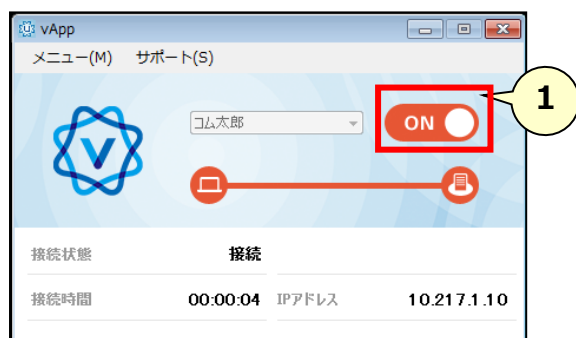 vApp
メニュー(M) サポート(S)
コム太郎
ON
1
接続状態 接続
接続時間 00:00:04 IPアドレス 10.217.1.10